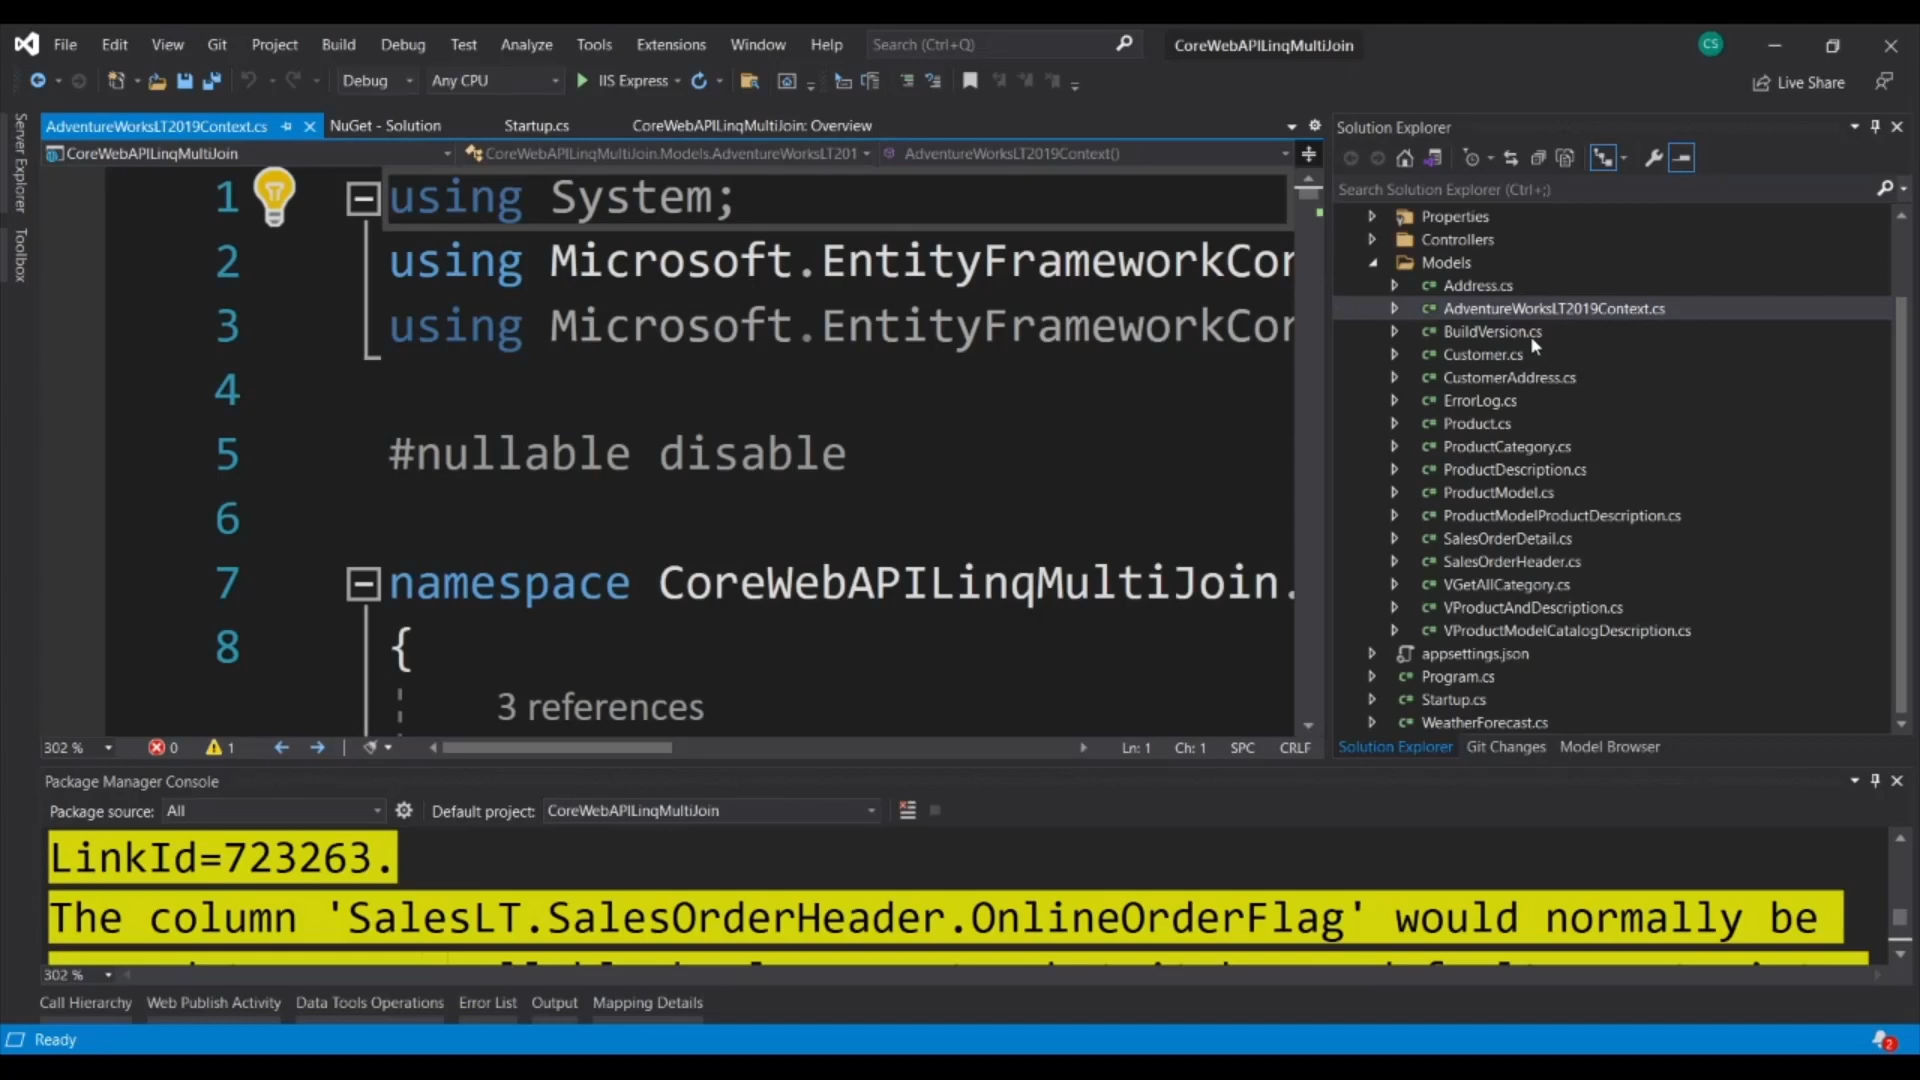 File Edit View Git Project Build Debug Test Analyze Tools Extensions Window Help Search (Ctrl+Q) CoreWebAPILinqMultiJoin CS
Debug Any CPU IIS Express Live Share
Server Explorer
Toolbox
AdventureWorksLT2019Context.cs NuGet - Solution Startup.cs CoreWebAPILinqMultiJoin: Overview
CoreWebAPILinqMultiJoin CoreWebAPILinqMultiJoin.Models.AdventureWorksLT201 AdventureWorksLT2019Context()
1 using System;
2 using Microsoft.EntityFrameworkCor
3 using Microsoft.EntityFrameworkCor
4
5 #nullable disable
6
7 namespace CoreWebAPILinqMultiJoin.
8 {
3 references
302 % 0 1 Ln: 1 Ch: 1 SPC CRLF
Solution Explorer
Search Solution Explorer (Ctrl+;)
Properties
Controllers
Models
C# Address.cs
C# AdventureWorksLT2019Context.cs
C# BuildVersion.cs
C# Customer.cs
C# CustomerAddress.cs
C# ErrorLog.cs
C# Product.cs
C# ProductCategory.cs
C# ProductDescription.cs
C# ProductModel.cs
C# ProductModelProductDescription.cs
C# SalesOrderDetail.cs
C# SalesOrderHeader.cs
C# VGetAllCategory.cs
C# VProductAndDescription.cs
C# VProductModelCatalogDescription.cs
appsettings.json
C# Program.cs
C# Startup.cs
C# WeatherForecast.cs
Solution Explorer Git Changes Model Browser
Package Manager Console
Package source: All Default project: CoreWebAPILinqMultiJoin
LinkId=723263.
The column 'SalesLT.SalesOrderHeader.OnlineOrderFlag' would normally be
302 %
Call Hierarchy Web Publish Activity Data Tools Operations Error List Output Mapping Details
Ready 2